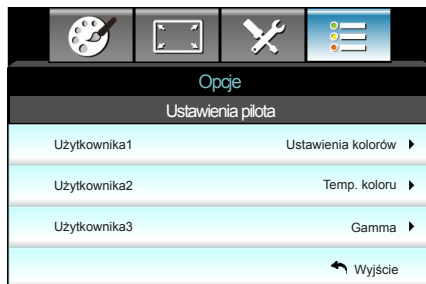 Opcje
Ustawienia pilota
Użytkownika1 Ustawienia kolorów
Użytkownika2 Temp. koloru
Użytkownika3 Gamma
Wyjście